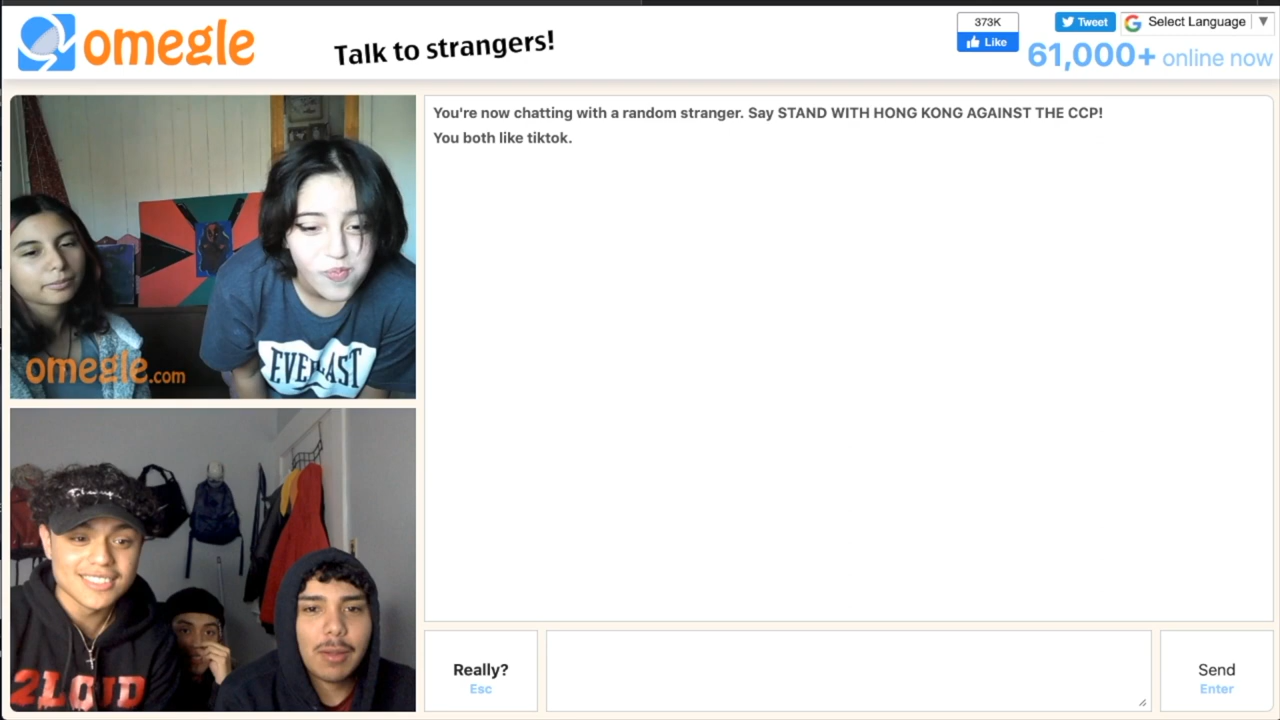 omegle
Talk to strangers!
373K
Like
Tweet
Select Language
61,000+ online now
You're now chatting with a random stranger. Say STAND WITH HONG KONG AGAINST THE CCP!
You both like tiktok.
EVERLAST
omegle.com
2LOUD
Really?
Esc
Send
Enter